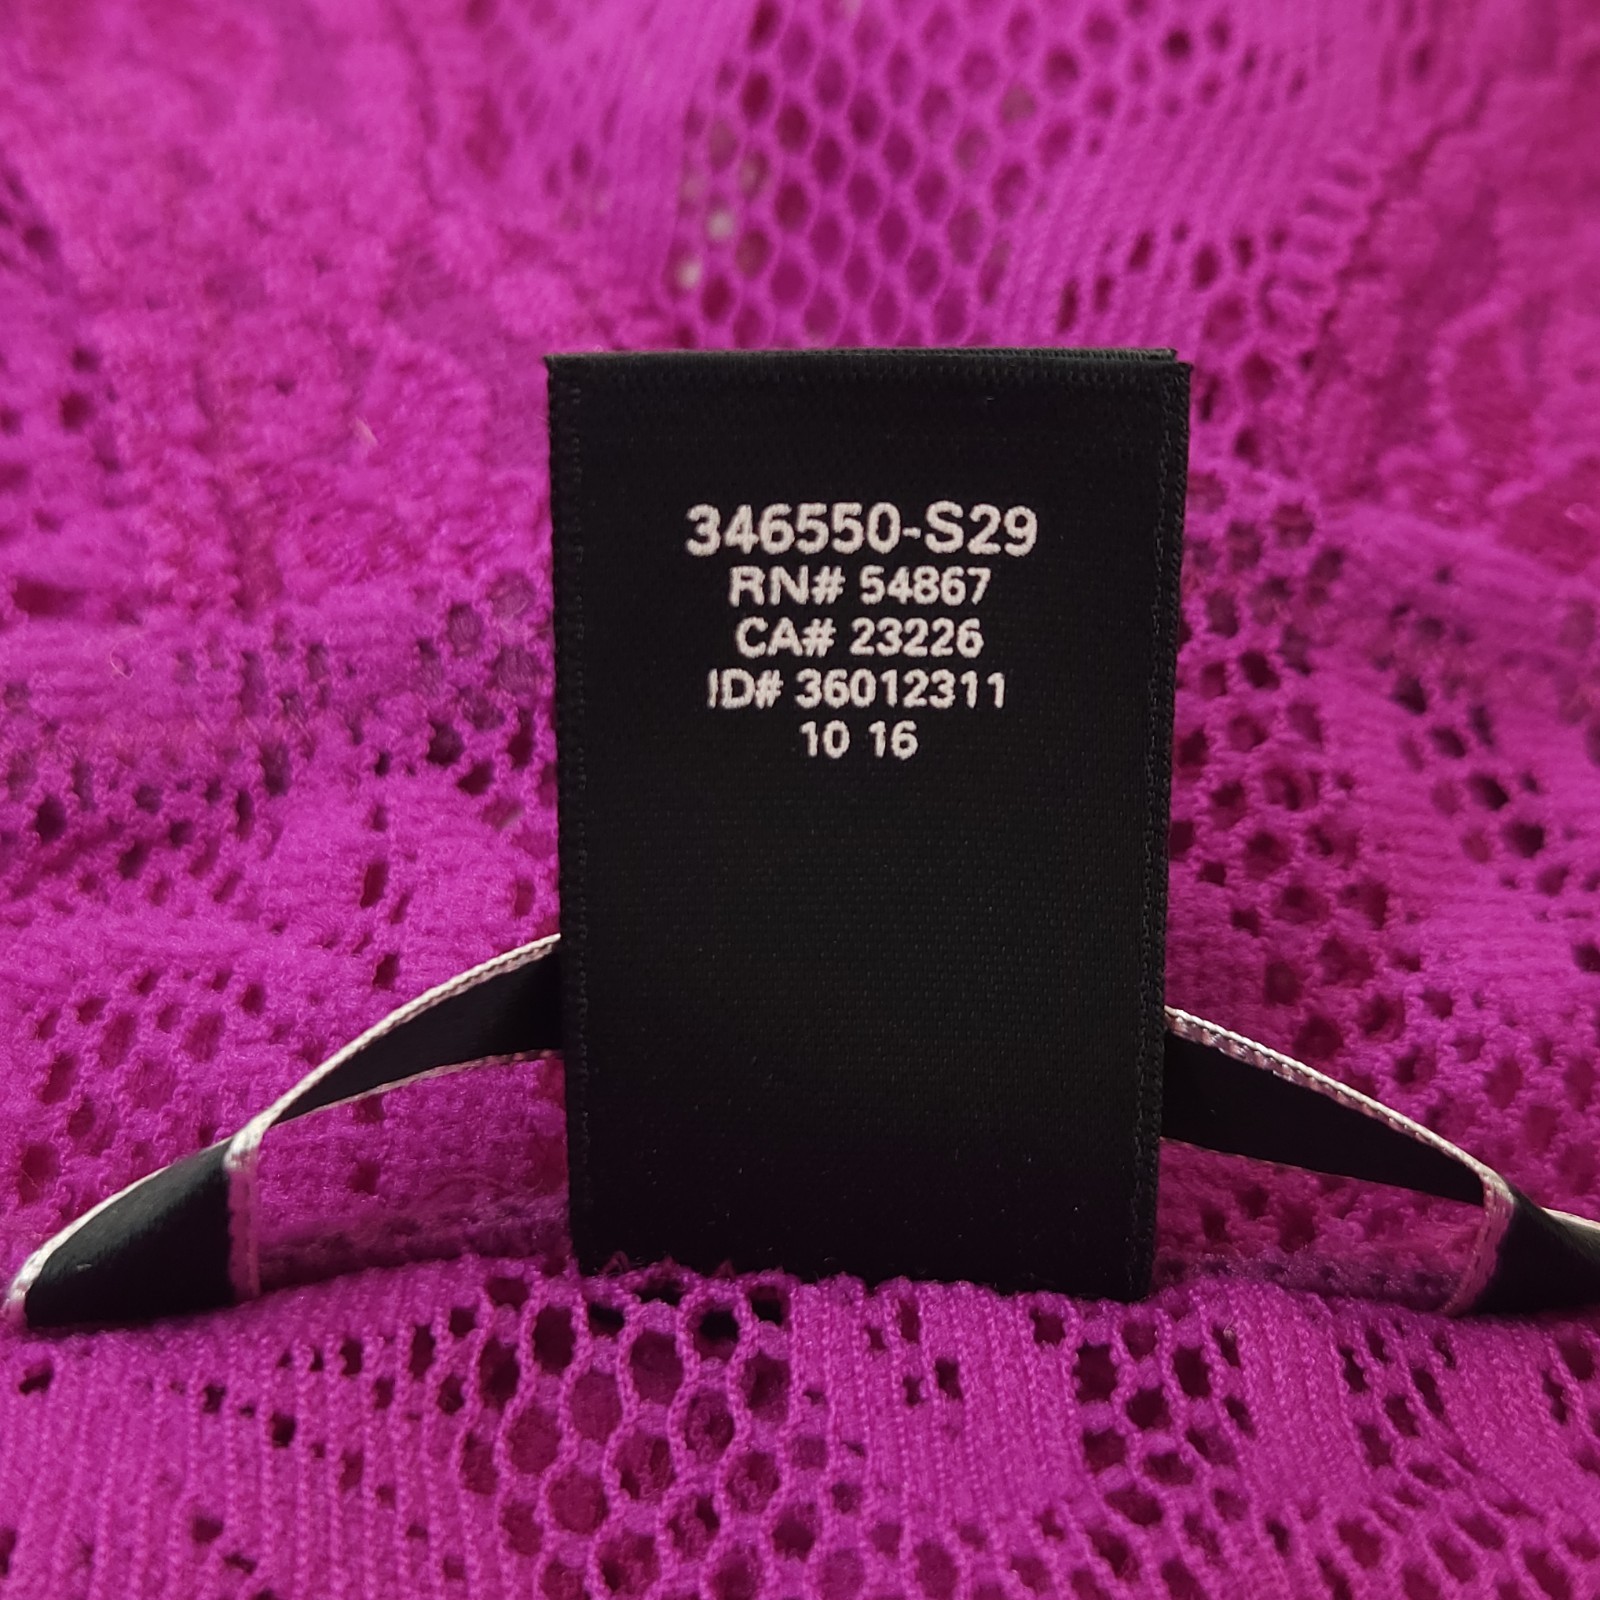 346550-S29
RN# 54867
CA# 23226
ID# 36012311
10 16